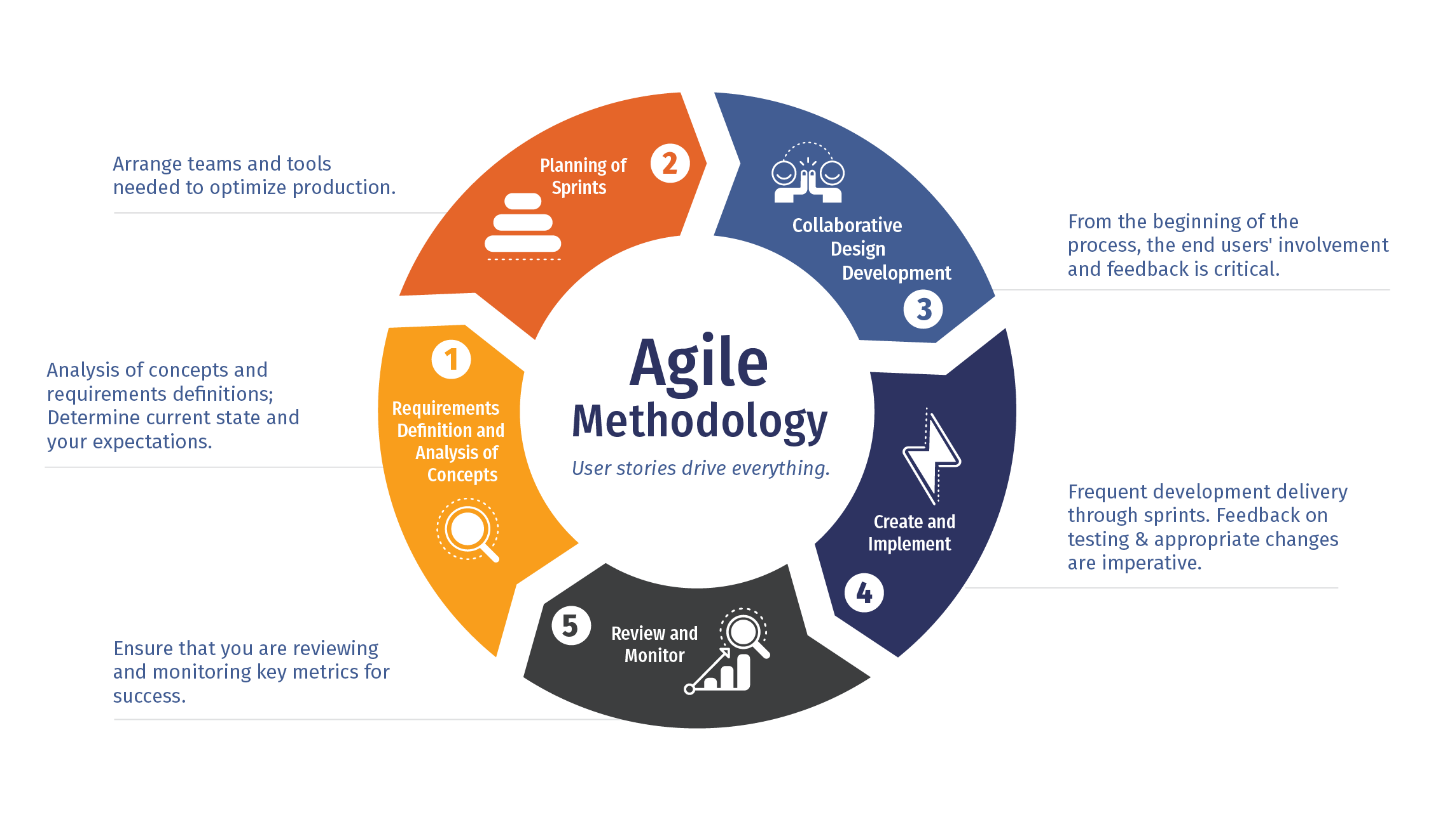 Agile
Methodology
User stories drive everything.
1
Requirements
Definition and
Analysis of
Concepts
Analysis of concepts and
requirements definitions;
Determine current state and
your expectations.
2
Planning of
Sprints
Arrange teams and tools
needed to optimize production.
Collaborative
Design
Development
3
From the beginning of the
process, the end users' involvement
and feedback is critical.
Create and
Implement
4
Frequent development delivery
through sprints. Feedback on
testing & appropriate changes
are imperative.
5
Review and
Monitor
Ensure that you are reviewing
and monitoring key metrics for
success.